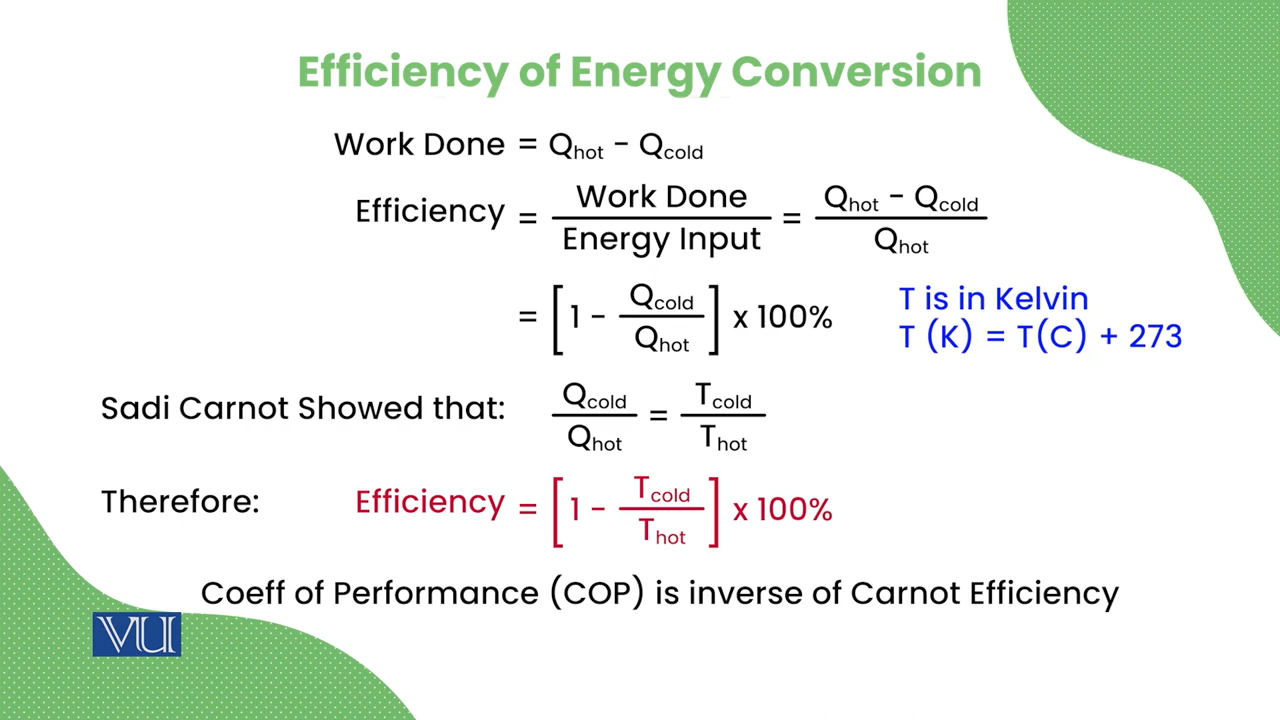 Efficiency of Energy Conversion
Work Done = Qhot - Qcold
Efficiency = Work Done / Energy Input = Qhot - Qcold / Qhot
= [1 - Qcold / Qhot] x 100%
T is in Kelvin
T (K) = T(C) + 273
Sadi Carnot Showed that: Qcold / Qhot = Tcold / Thot
Therefore: Efficiency = [1 - Tcold / Thot] x 100%
Coeff of Performance (COP) is inverse of Carnot Efficiency
VU